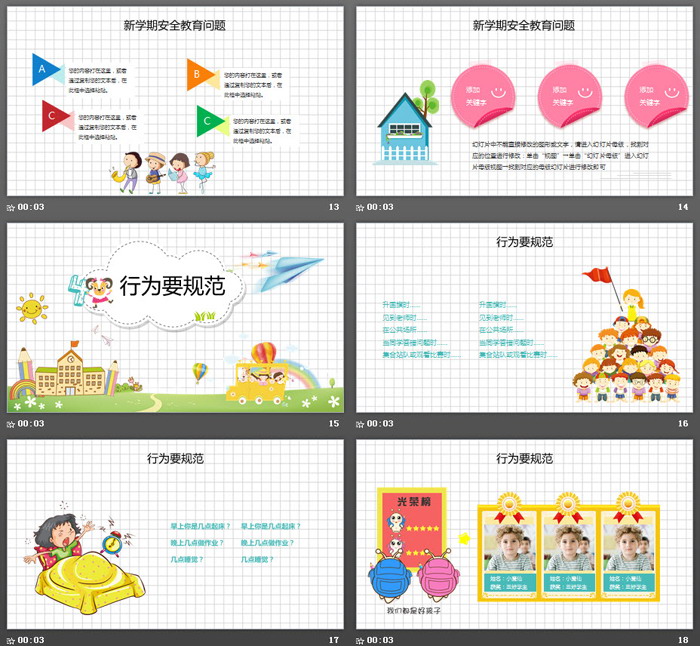 新学期安全教育问题
A
您的内容打在这里，或者
通过复制您的文本后，在
此框中选择粘贴。
B
您的内容打在这里，或者
通过复制您的文本后，在
此框中选择粘贴。
C
您的内容打在这里，或者
通过复制您的文本后，在
此框中选择粘贴。
C
您的内容打在这里，或者
通过复制您的文本后，在
此框中选择粘贴。
00:03
13
新学期安全教育问题
添加
关键字
添加
关键字
添加
关键字
幻灯片中不能直接修改的图形或文字，请进入幻灯片母级，找到对
应的位置进行修改；单击“视图”—单击“幻灯片母级”进入幻灯
片母级视图—找到对应的母级幻灯片进行修改即可
00:03
14
4
行为要规范
00:03
15
行为要规范
升国旗时……
见到老师时……
在公共场所……
当同学答错问题时……
集会站队或观看比赛时……
升国旗时……
见到老师时……
在公共场所……
当同学答错问题时……
集会站队或观看比赛时……
00:03
16
行为要规范
早上你是几点起床？
晚上几点做作业？
几点睡觉？
早上你是几点起床？
晚上几点做作业？
几点睡觉？
00:03
17
行为要规范
光荣榜
我们都是好孩子
姓名：小魔仙
获奖：三好学生
姓名：小魔仙
获奖：三好学生
姓名：小魔仙
获奖：三好学生
00:03
18